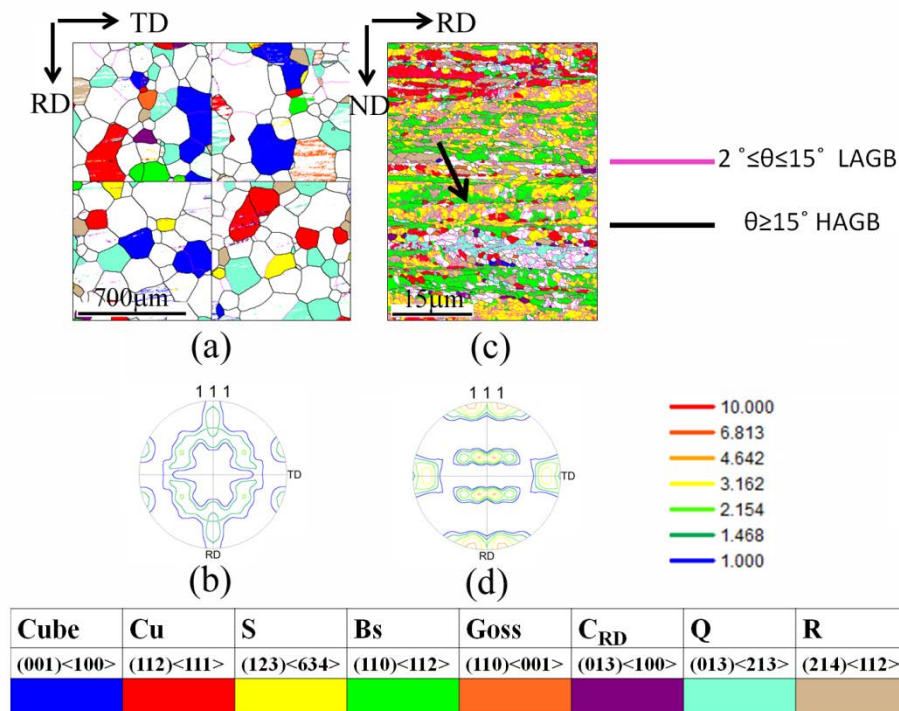 TD
RD
RD
ND
700μm
15μm
2°≤θ≤15° LAGB
θ≥15° HAGB
(a)
(c)
1 1 1
TD
RD
(b)
1 1 1
TD
RD
(d)
10.000
6.813
4.642
3.162
2.154
1.468
1.000
Cube Cu S Bs Goss CRD Q R
(001)<100> (112)<111> (123)<634> (110)<112> (110)<001> (013)<100> (013)<213> (214)<112>